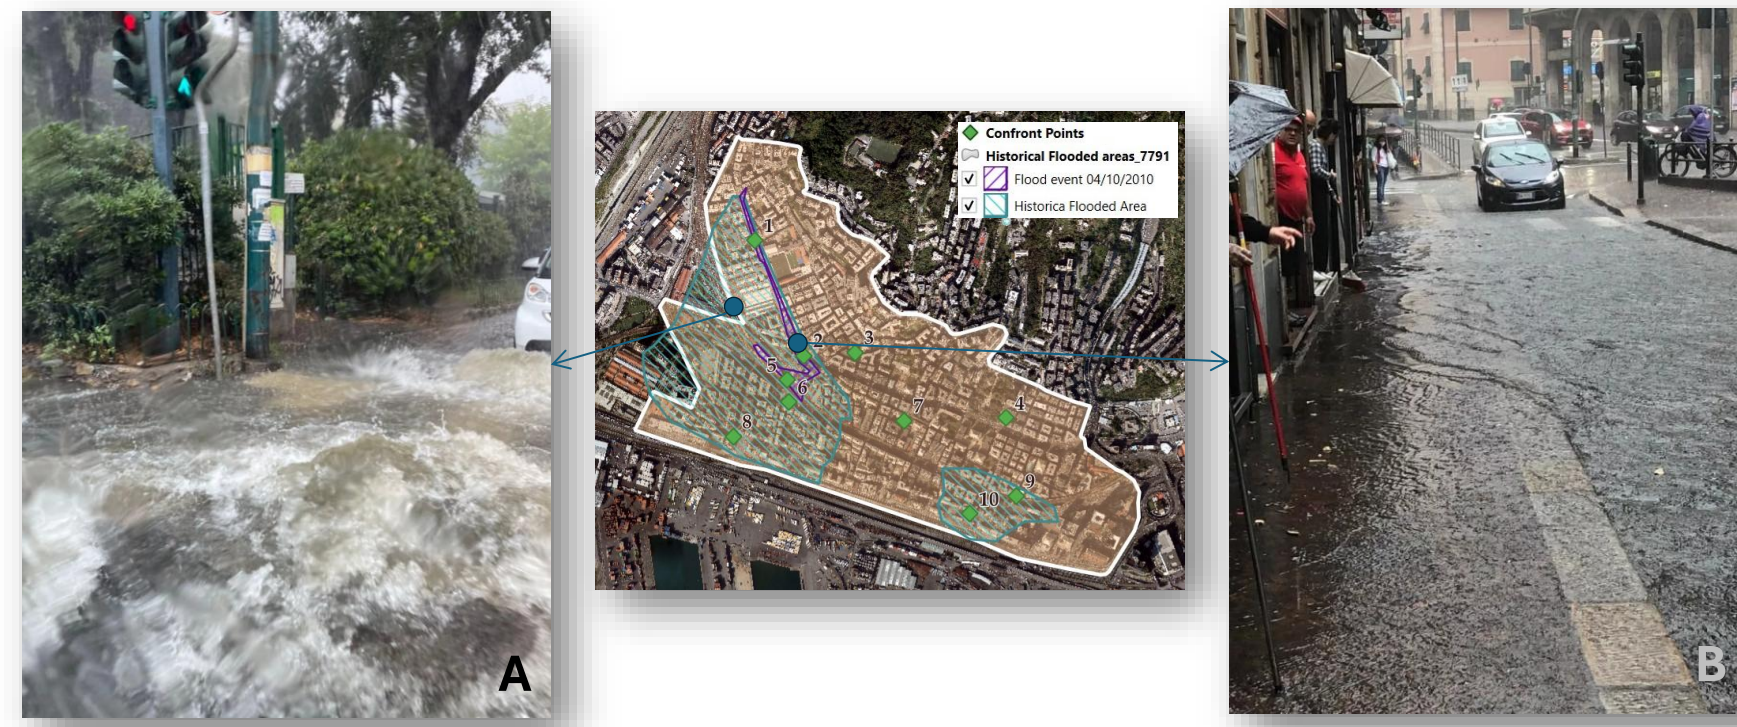 A
Confront Points
Historical Flooded areas_7791
Flood event 04/10/2010
Historica Flooded Area
1
2
3
5
6
4
7
8
9
10
111
B